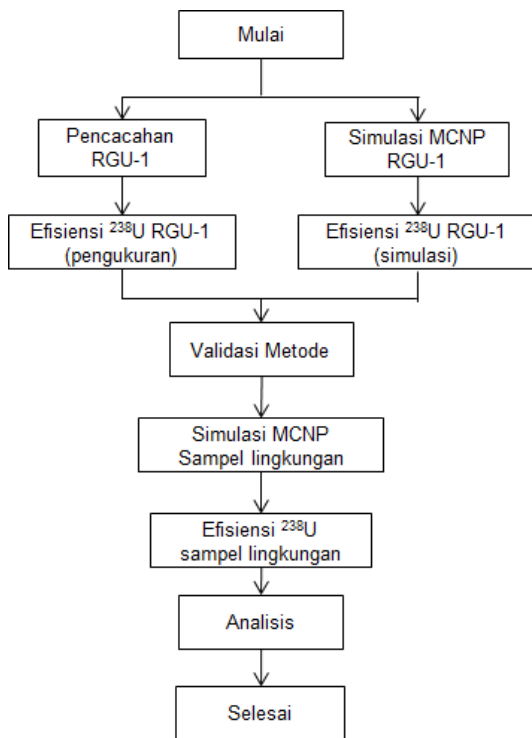 Mulai
Pencacahan
RGU-1
Simulasi MCNP
RGU-1
Efisiensi ²³⁸U RGU-1
(pengukuran)
Efisiensi ²³⁸U RGU-1
(simulasi)
Validasi Metode
Simulasi MCNP
Sampel lingkungan
Efisiensi ²³⁸U
sampel lingkungan
Analisis
Selesai